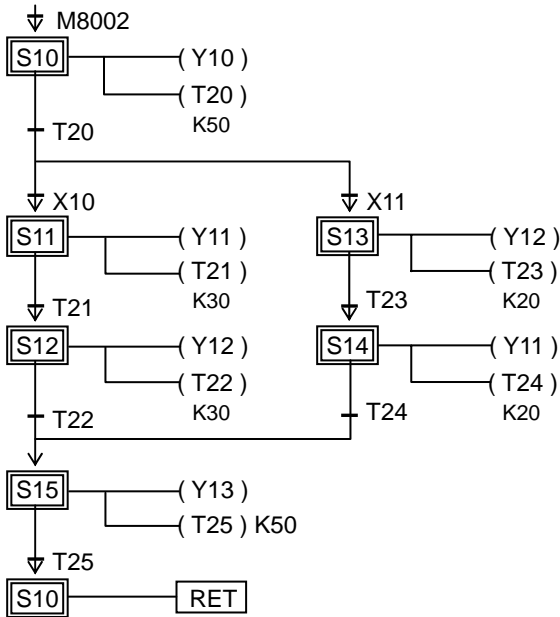 M8002
S10
( Y10 )
( T20 )
K50
T20
X10
X11
S11
( Y11 )
( T21 )
K30
S13
( Y12 )
( T23 )
K20
T21
T23
S12
( Y12 )
( T22 )
K30
S14
( Y11 )
( T24 )
K20
T22
T24
S15
( Y13 )
( T25 ) K50
T25
S10
RET